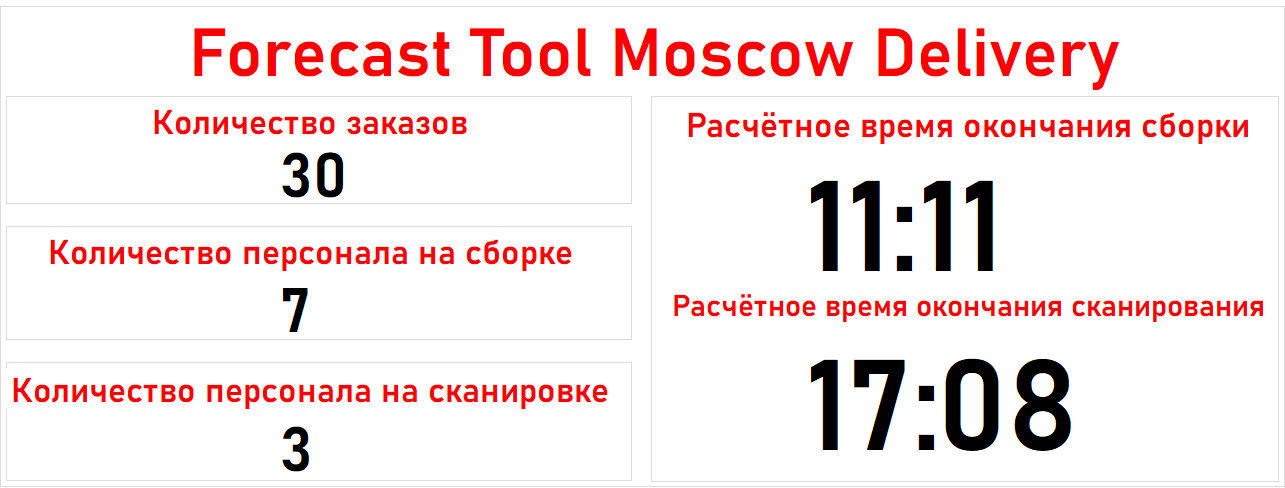 Forecast Tool Moscow Delivery
Количество заказов
30
Количество персонала на сборке
7
Количество персонала на сканировке
3
Расчётное время окончания сборки
11:11
Расчётное время окончания сканирования
17:08